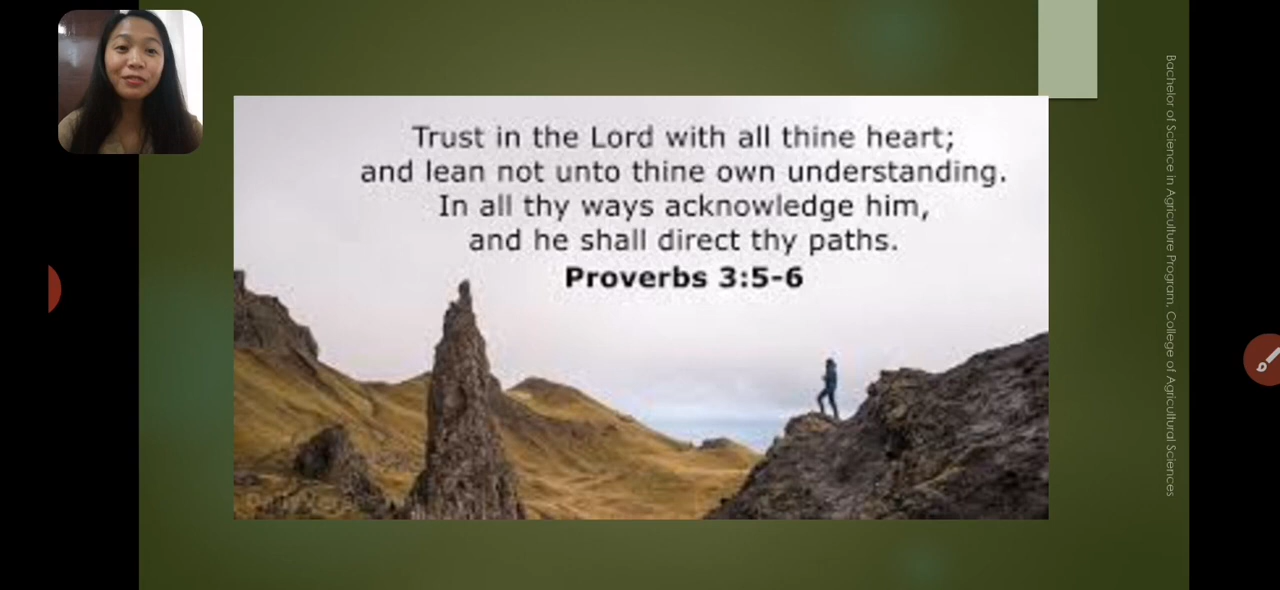 Trust in the Lord with all thine heart;
and lean not unto thine own understanding.
In all thy ways acknowledge him,
and he shall direct thy paths.
Proverbs 3:5-6
Bachelor of Science in Agriculture Program, College of Agricultural Sciences